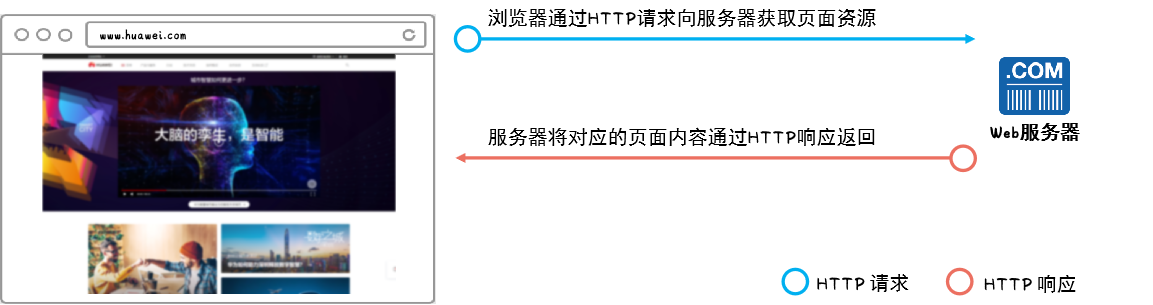 浏览器通过HTTP请求向服务器获取页面资源
www.huawei.com
HUAWEI
大脑的孪生，是智能
.COM
Web服务器
服务器将对应的页面内容通过HTTP响应返回
HTTP 请求
HTTP 响应